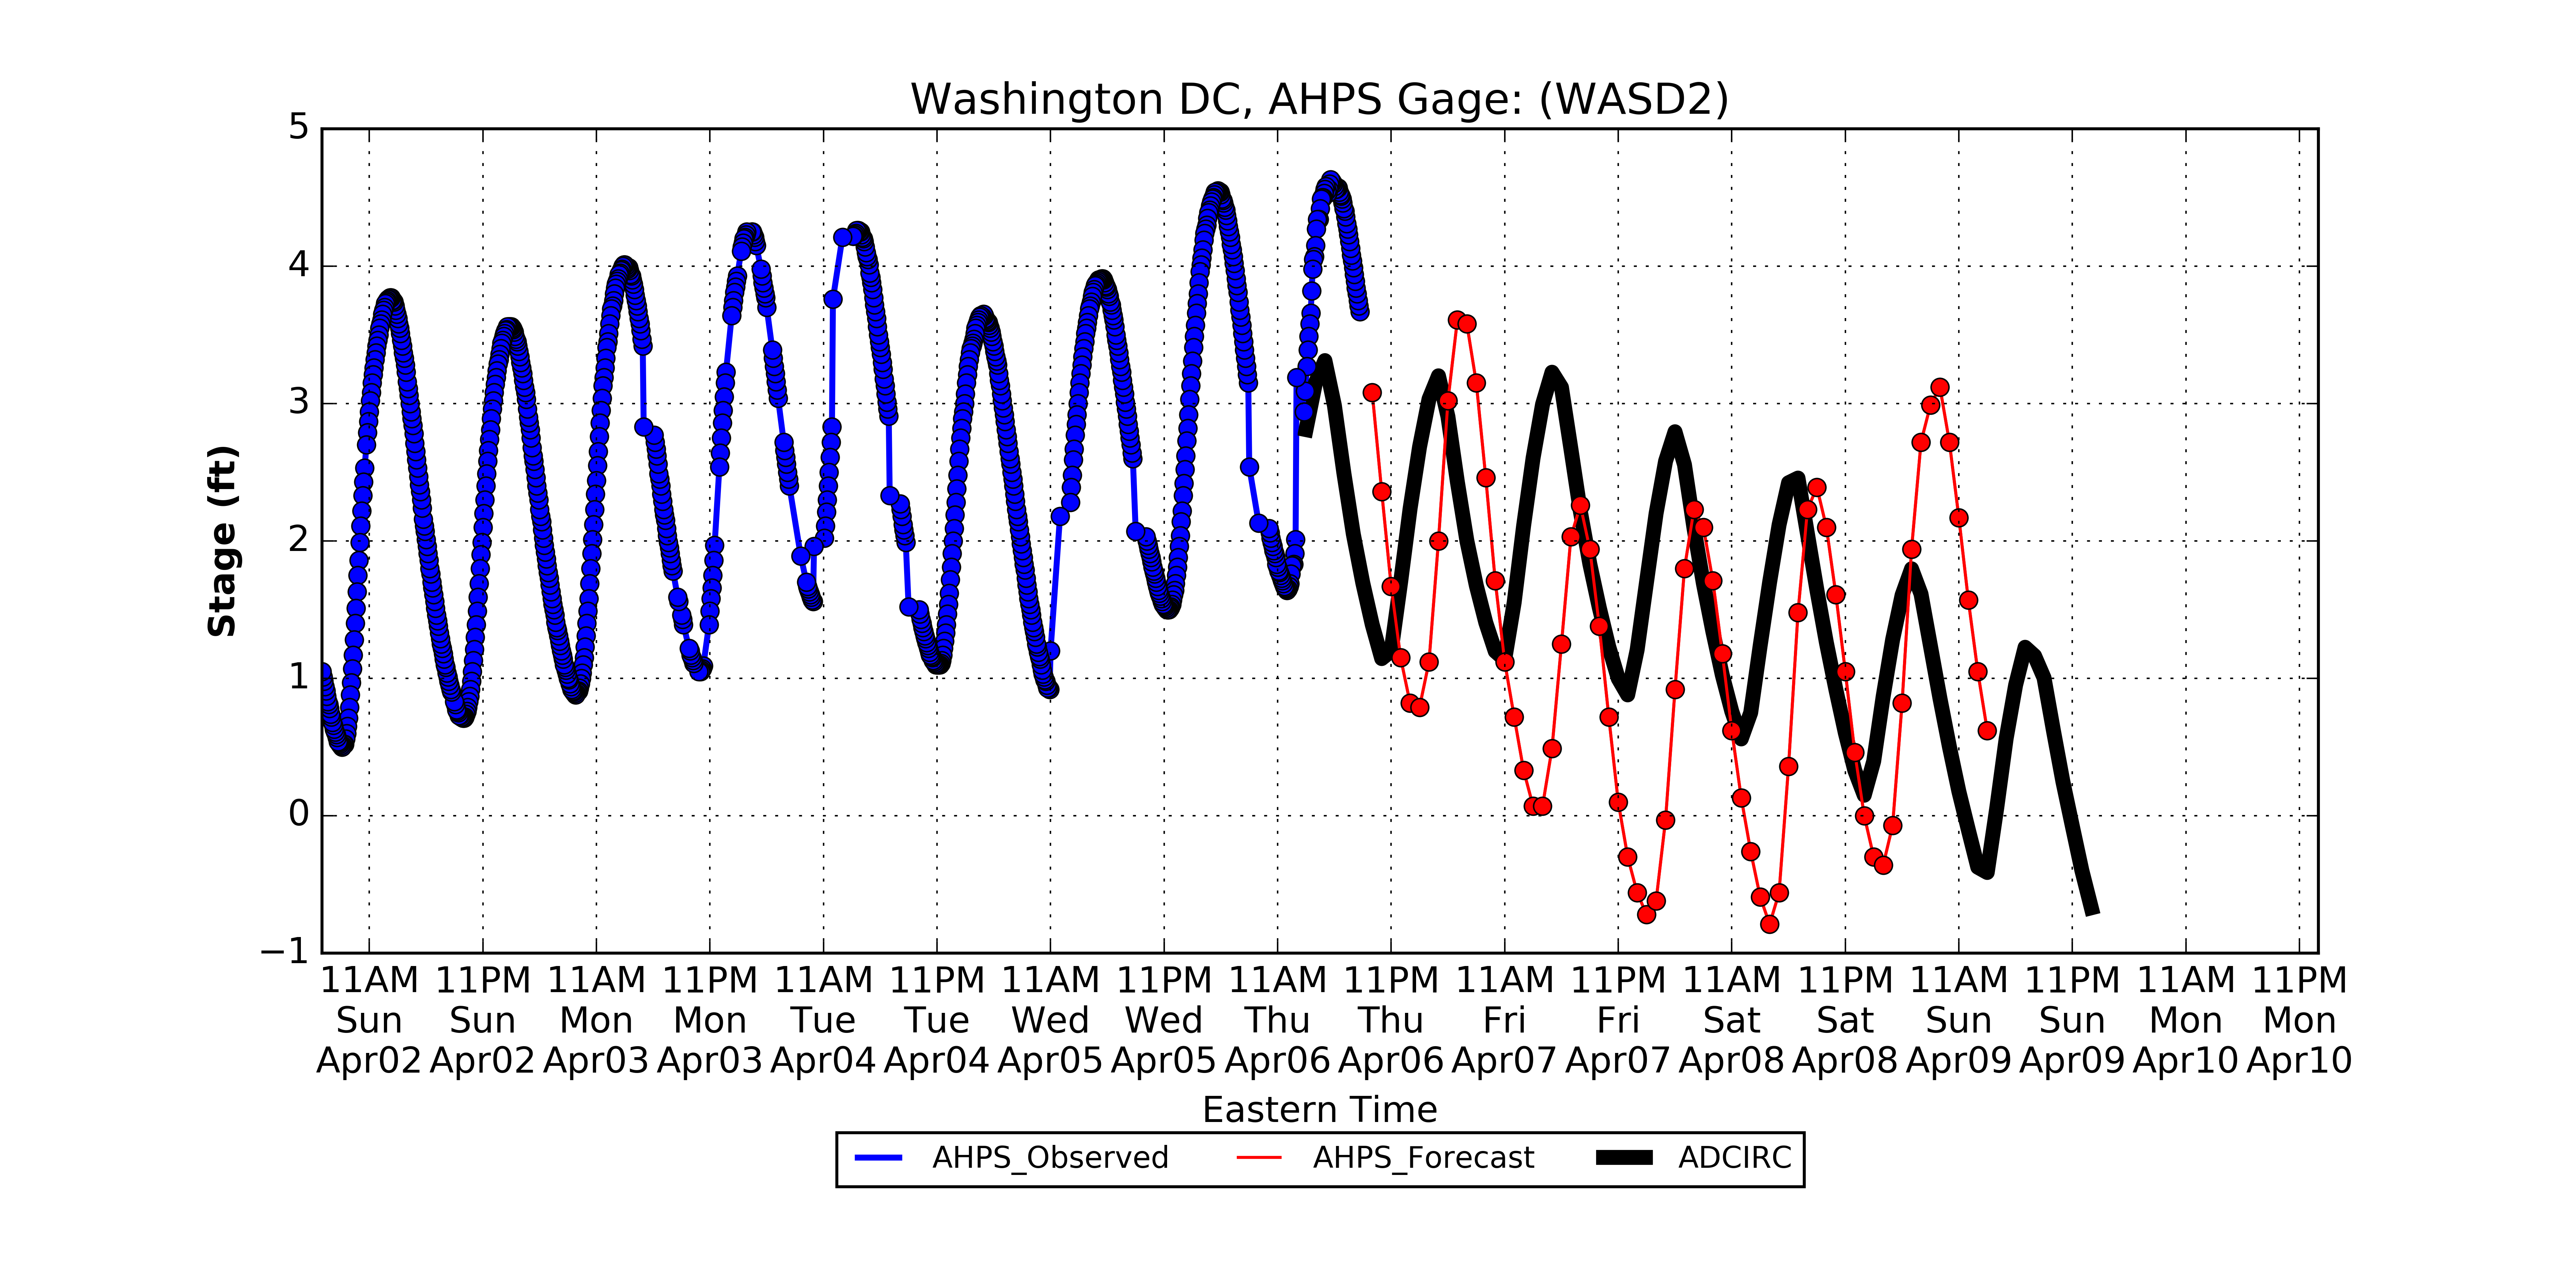 Washington DC, AHPS Gage: (WASD2)
5
4
3
2
1
0
−1
Stage (ft)
11AM 11PM 11AM 11PM 11AM 11PM 11AM 11PM 11AM 11PM 11AM 11PM 11AM 11PM 11AM 11PM 11AM 11PM
Sun Sun Mon Mon Tue Tue Wed Wed Thu Thu Fri Fri Sat Sat Sun Sun Mon Mon
Apr02 Apr02 Apr03 Apr03 Apr04 Apr04 Apr05 Apr05 Apr06 Apr06 Apr07 Apr07 Apr08 Apr08 Apr09 Apr09 Apr10 Apr10
Eastern Time
AHPS_Observed AHPS_Forecast ADCIRC